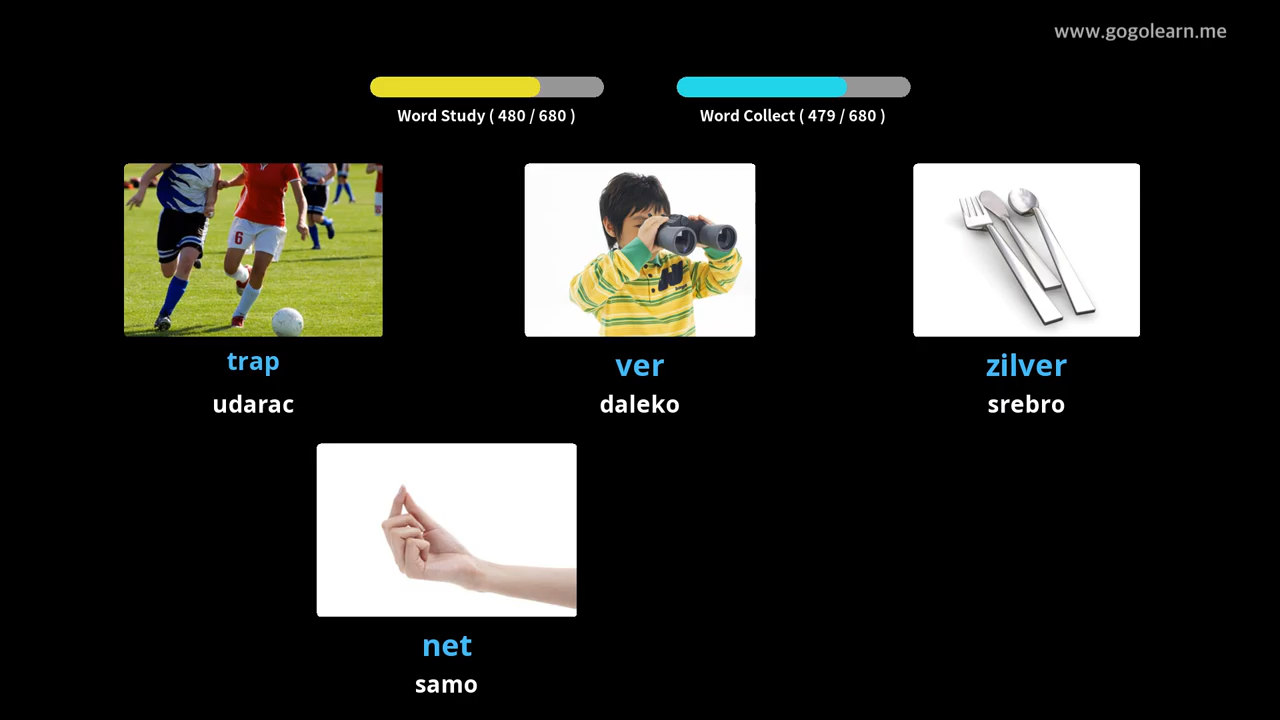 www.gogolearn.me
Word Study ( 480 / 680 )
Word Collect ( 479 / 680 )
6
trap
udarac
ver
daleko
zilver
srebro
net
samo